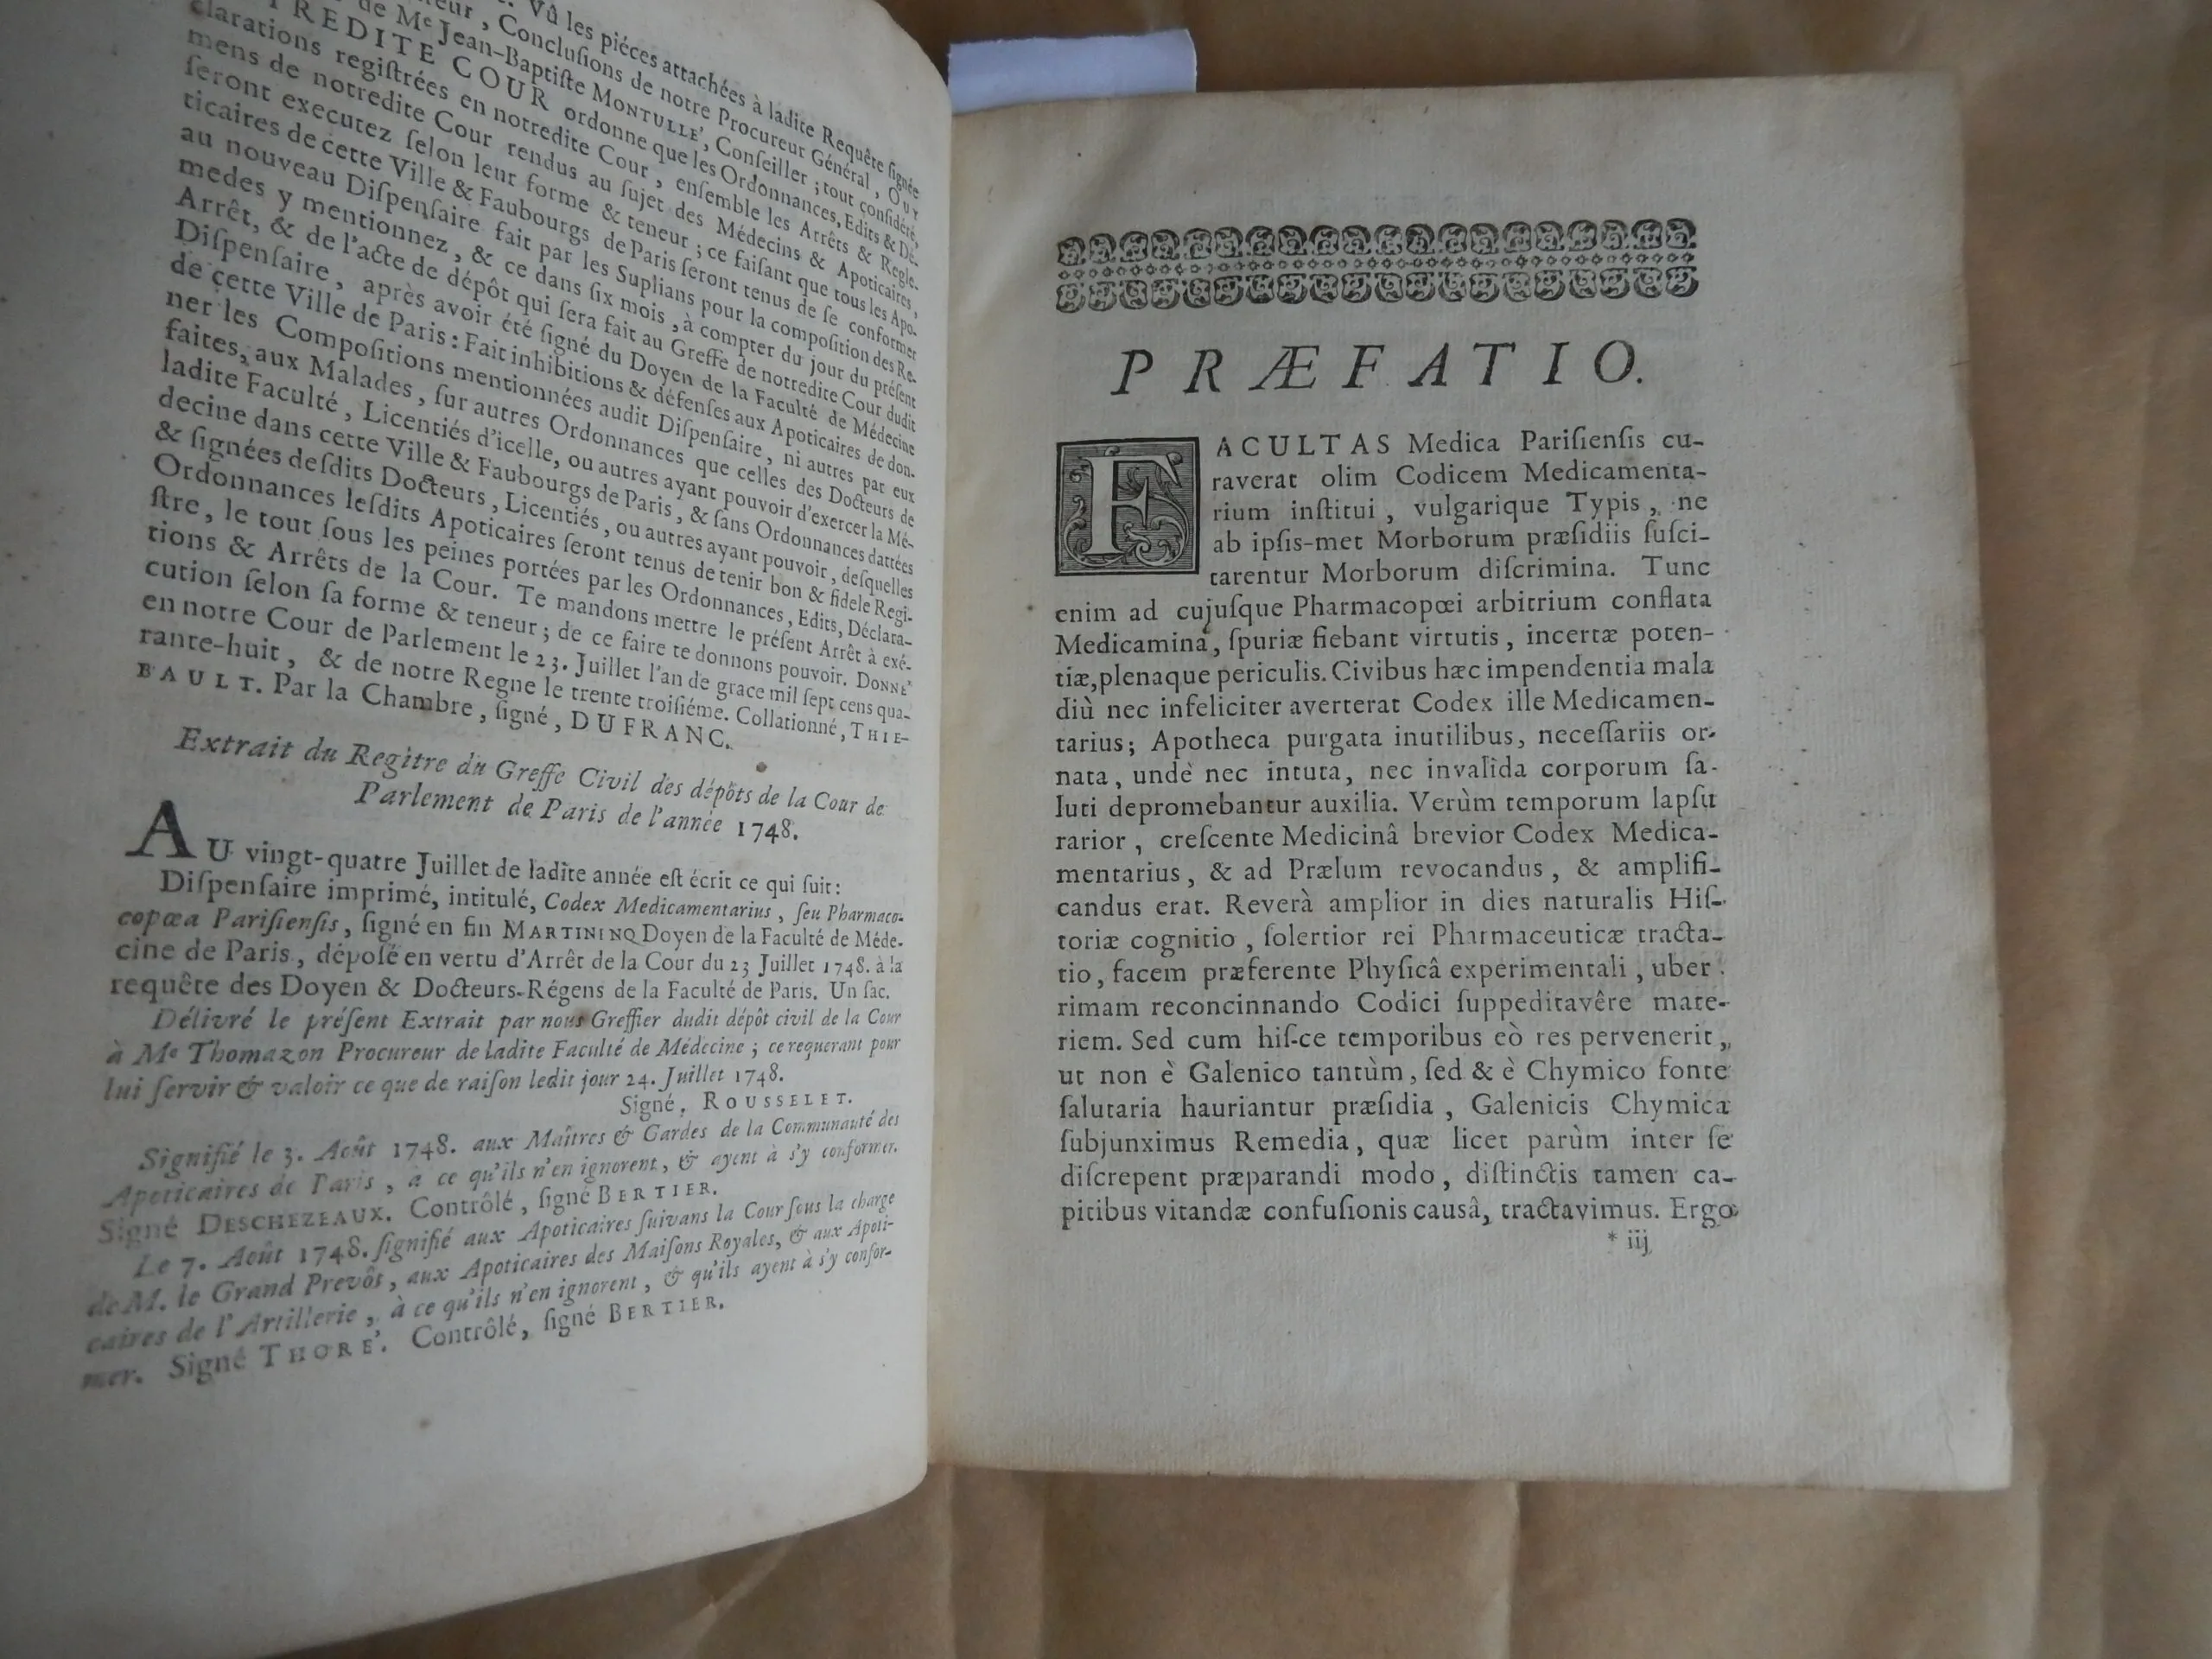 Vû les piéces attachées à ladite Requête signée
Conclusions de notre Procureur Général, OUY
de Me Jean-Baptiste MONTULLE', Conseiller; tout consideré,
REDITE COUR ordonne que les Ordonnances, Edits & Dé-
clarations registrées en notredite Cour, ensemble les Arrêts & Regle-
mens de notredite Cour rendus au sujet des Médecins & Apoticaires,
seront executez selon leur forme & teneur; ce faisant que tous les Apo-
ticaires de cette Ville & Faubourgs de Paris seront tenus de se conformer
au nouveau Dispensaire fait par les Suplians pour la composition des Re-
medes y mentionnez, & ce dans six mois, à compter du jour du présent
Arrêt, & de l'acte de dépôt qui sera fait au Greffe de notredite Cour dudit
Dispensaire, après avoir été signé du Doyen de la Faculté de Médecine
de cette Ville de Paris: Fait inhibitions & défenses aux Apoticaires de don-
ner les Compositions mentionnées audit Dispensaire, ni autres par eux
faites, aux Malades, sur autres Ordonnances que celles des Docteurs de
ladite Faculté, Licentiés d'icelle, ou autres ayant pouvoir d'exercer la Mé-
decine dans cette Ville & Faubourgs de Paris, & sans Ordonnances dattées
& signées desdits Docteurs, Licentiés, ou autres ayant pouvoir, desquelles
Ordonnances lesdits Apoticaires seront tenus de tenir bon & fidele Regi-
stre, le tout sous les peines portées par les Ordonnances, Edits, Déclara-
tions & Arrêts de la Cour. Te mandons mettre le présent Arrêt à exé-
cution selon sa forme & teneur; de ce faire te donnons pouvoir. DONNE'
en notre Cour de Parlement le 23. Juillet l'an de grace mil sept cens qua-
rante-huit, & de notre Regne le trente troisiéme. Collationné, THIE-
BAULT. Par la Chambre, signé, DUFRANC.
Extrait du Regître du Greffe Civil des dépôts de la Cour de
Parlement de Paris de l'année 1748.
AU vingt-quatre Juillet de ladite année est écrit ce qui suit:
Dispensaire imprimé, intitulé, Codex Medicamentarius, seu Pharmaco-
copœa Parisiensis, signé en fin MARTININQ Doyen de la Faculté de Méde-
cine de Paris, déposé en vertu d'Arrêt de la Cour du 23 Juillet 1748. à la
requête des Doyen & Docteurs-Régens de la Faculté de Paris. Un sac.
Délivré le présent Extrait par nous Greffier dudit dépôt civil de la Cour
à Me Thomazon Procureur de ladite Faculté de Médecine; ce requerant pour
lui servir & valoir ce que de raison ledit jour 24. Juillet 1748.
Signé, ROUSSELET.
Signifié le 3. Août 1748. aux Maîtres & Gardes de la Communauté des
Apoticaires de Paris, à ce qu'ils n'en ignorent, & ayent à s'y conformer.
Signé DESCHEZEAUX. Contrôlé, signé BERTIER.
Le 7. Août 1748. signifié aux Apoticaires suivans la Cour sous la charge
de M. le Grand Prevôt, aux Apoticaires des Maisons Royales, & aux Apoti-
caires de l'Artillerie, à ce qu'ils n'en ignorent, & qu'ils ayent à s'y confor-
mer. Signé THORE'. Contrôlé, signé BERTIER.
PRÆFATIO.
FACULTAS Medica Parisiensis cu-
raverat olim Codicem Medicamenta-
rium institui, vulgarique Typis, ne
ab ipsis-met Morborum præsidiis susci-
tarentur Morborum discrimina. Tunc
enim ad cujusque Pharmacopœi arbitrium conflata
Medicamina, spuriæ fiebant virtutis, incertæ poten-
tiæ, plenaque periculis. Civibus hæc impendentia mala
diù nec infeliciter averterat Codex ille Medicamen-
tarius; Apotheca purgata inutilibus, necessariis or-
nata, undè nec intuta, nec invalida corporum sa-
luti depromebantur auxilia. Verùm temporum lapsu
rarior, crescente Medicinâ brevior Codex Medica-
mentarius, & ad Prælum revocandus, & amplifi-
candus erat. Reverà amplior in dies naturalis His-
toriæ cognitio, solertior rei Pharmaceuticæ tracta-
tio, facem præferente Physicâ experimentali, uber
rimam reconcinnando Codici suppeditavêre mate-
riem. Sed cum his-ce temporibus eò res pervenerit,
ut non è Galenico tantùm, sed & è Chymico fonte
salutaria hauriantur præsidia, Galenicis Chymica
subjunximus Remedia, quæ licet parùm inter se
discrepent præparandi modo, distinctis tamen ca-
pitibus vitandæ confusionis causâ, tractavimus. Ergo
* iij